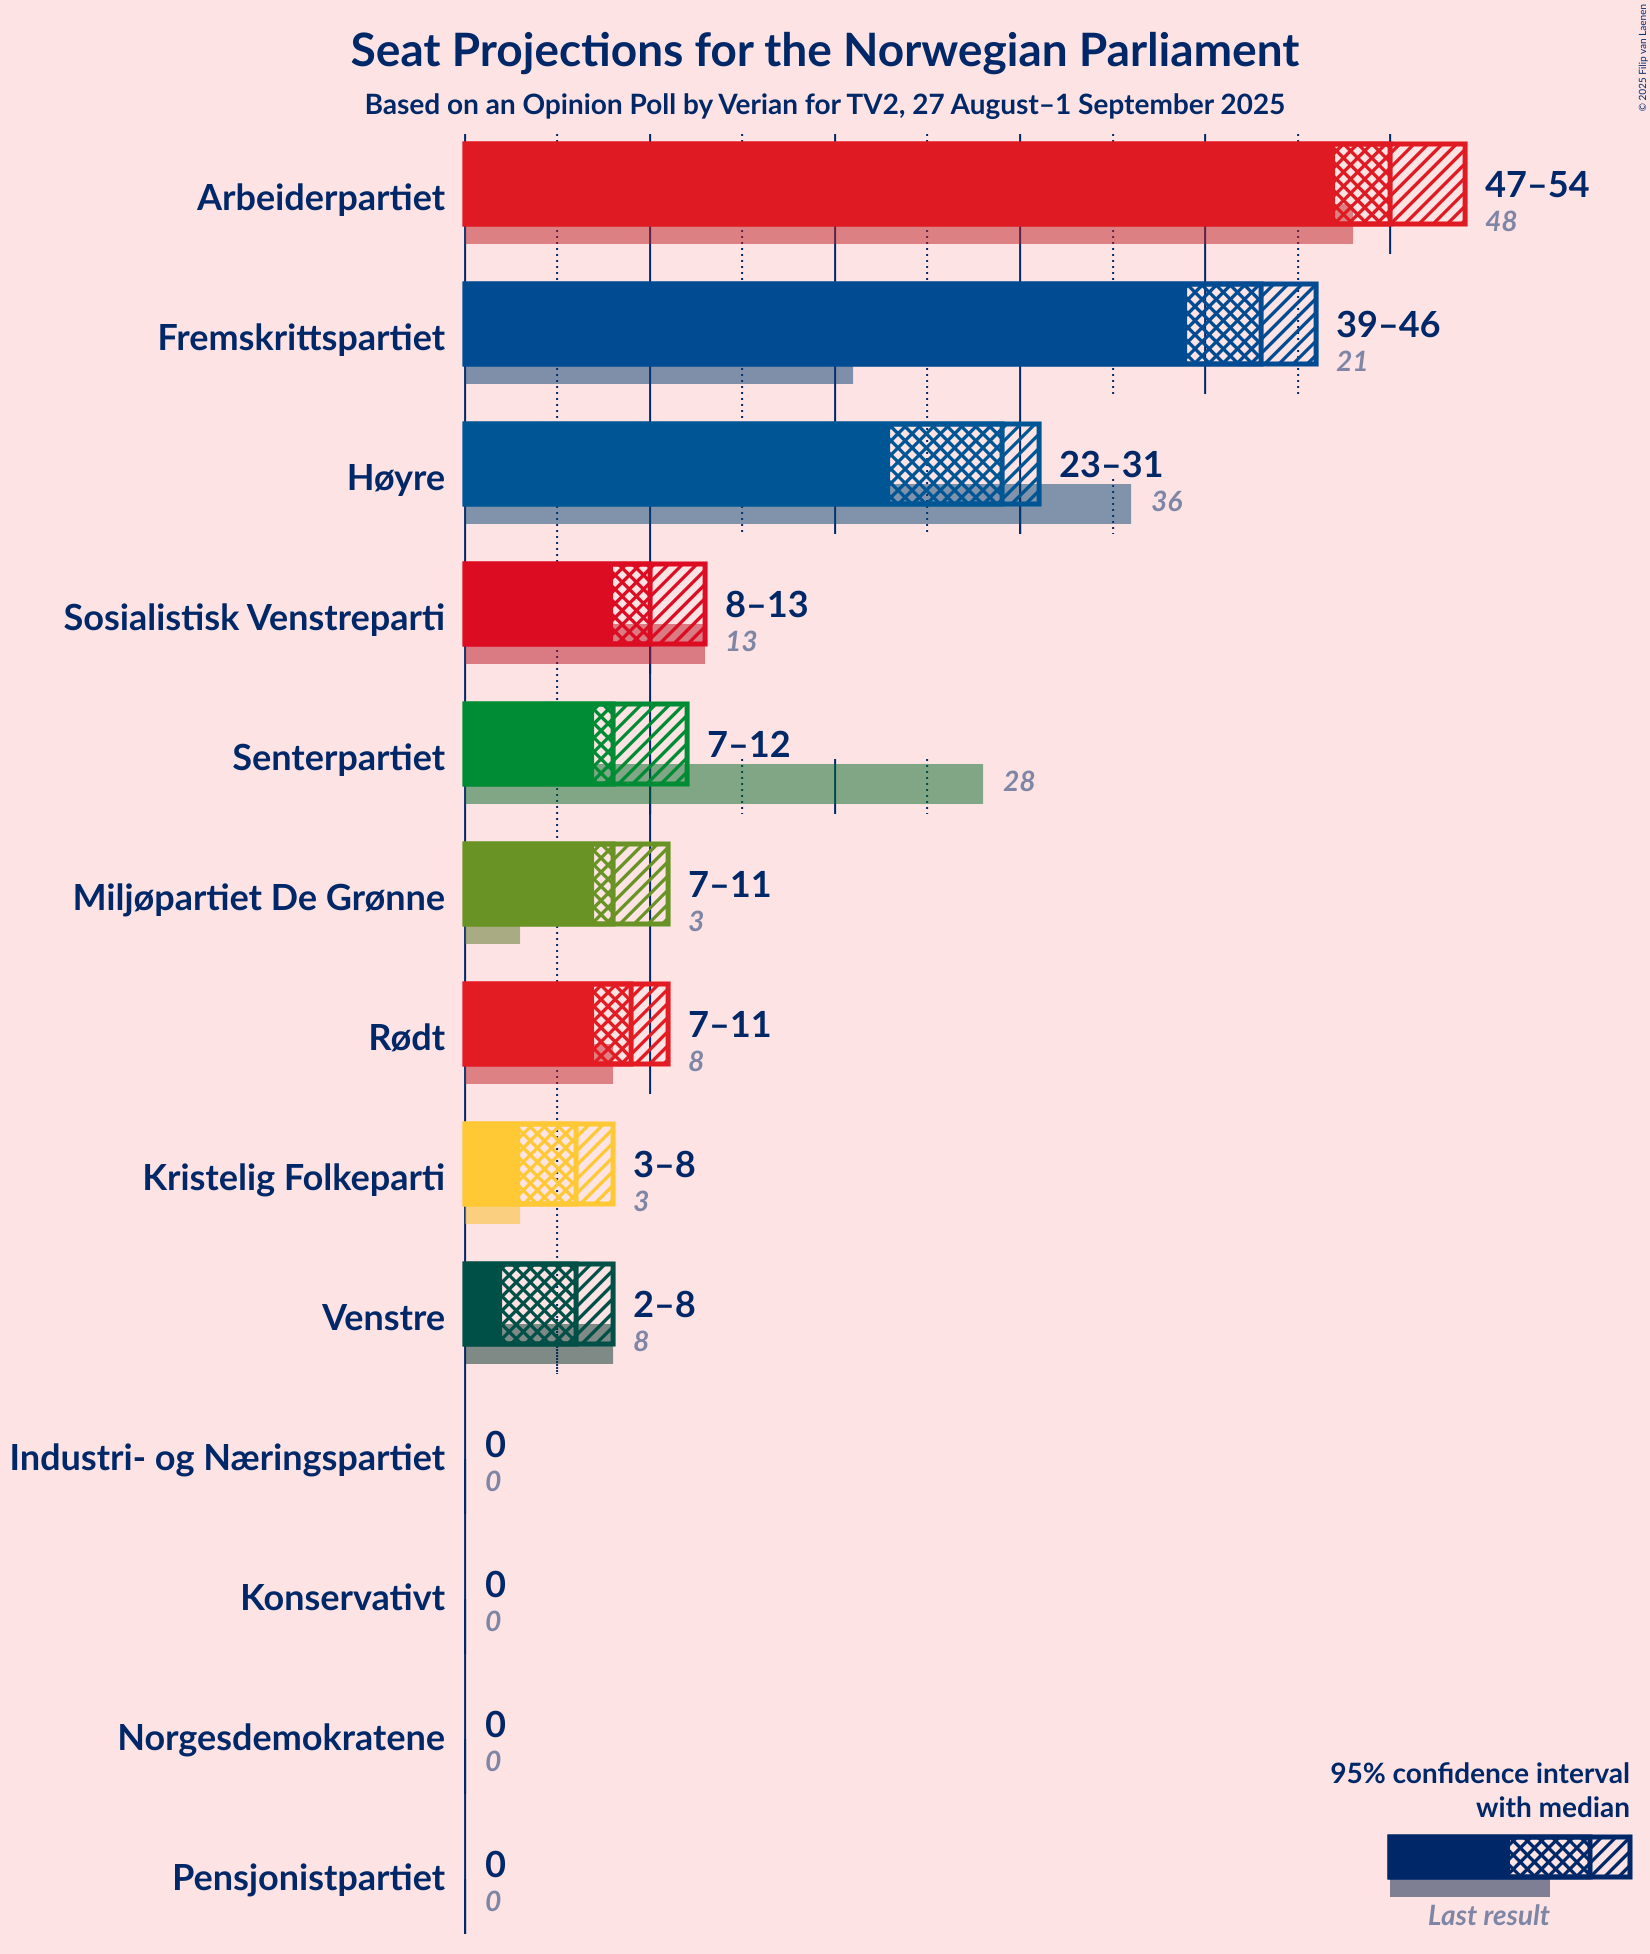 © 2025 Filip van Laenen
Seat Projections for the Norwegian Parliament
Based on an Opinion Poll by Verian for TV2, 27 August–1 September 2025
Arbeiderpartiet
47–54
48
Fremskrittspartiet
39–46
21
Høyre
23–31
36
Sosialistisk Venstreparti
8–13
13
Senterpartiet
7–12
28
Miljøpartiet De Grønne
7–11
3
Rødt
7–11
8
Kristelig Folkeparti
3–8
3
Venstre
2–8
8
Industri- og Næringspartiet
0
0
Konservativt
0
0
Norgesdemokratene
0
0
Pensjonistpartiet
0
0
95% confidence interval
with median
Last result